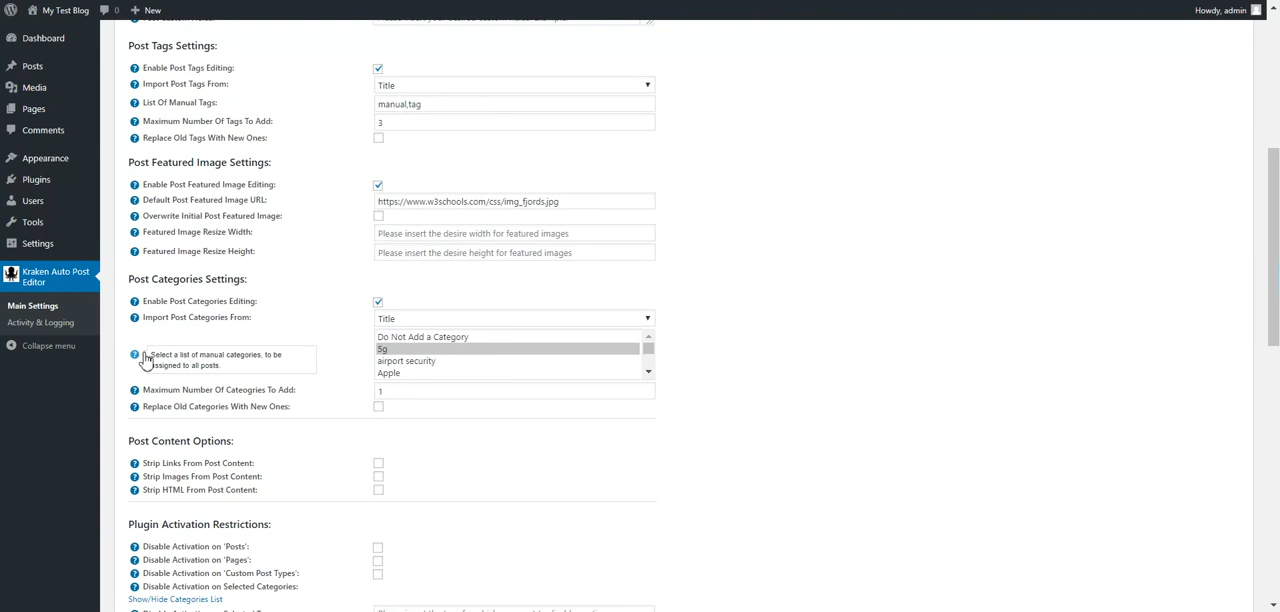 My Test Blog 0 New Howdy, admin
Dashboard
Posts
Media
Pages
Comments
Appearance
Plugins
Users
Tools
Settings
Kraken Auto Post
Editor
Main Settings
Activity & Logging
Collapse menu
Post Tags Settings:
Enable Post Tags Editing:
Import Post Tags From: Title
List Of Manual Tags: manual,tag
Maximum Number Of Tags To Add: 3
Replace Old Tags With New Ones:
Post Featured Image Settings:
Enable Post Featured Image Editing:
Default Post Featured Image URL: https://www.w3schools.com/css/img_fjords.jpg
Overwrite Initial Post Featured Image:
Featured Image Resize Width: Please insert the desire width for featured images
Featured Image Resize Height: Please insert the desire height for featured images
Post Categories Settings:
Enable Post Categories Editing:
Import Post Categories From: Title
Do Not Add a Category
5g
airport security
Apple
Select a list of manual categories, to be
assigned to all posts.
Maximum Number Of Cateogries To Add: 1
Replace Old Categories With New Ones:
Post Content Options:
Strip Links From Post Content:
Strip Images From Post Content:
Strip HTML From Post Content:
Plugin Activation Restrictions:
Disable Activation on 'Posts':
Disable Activation on 'Pages':
Disable Activation on 'Custom Post Types':
Disable Activation on Selected Categories:
Show/Hide Categories List